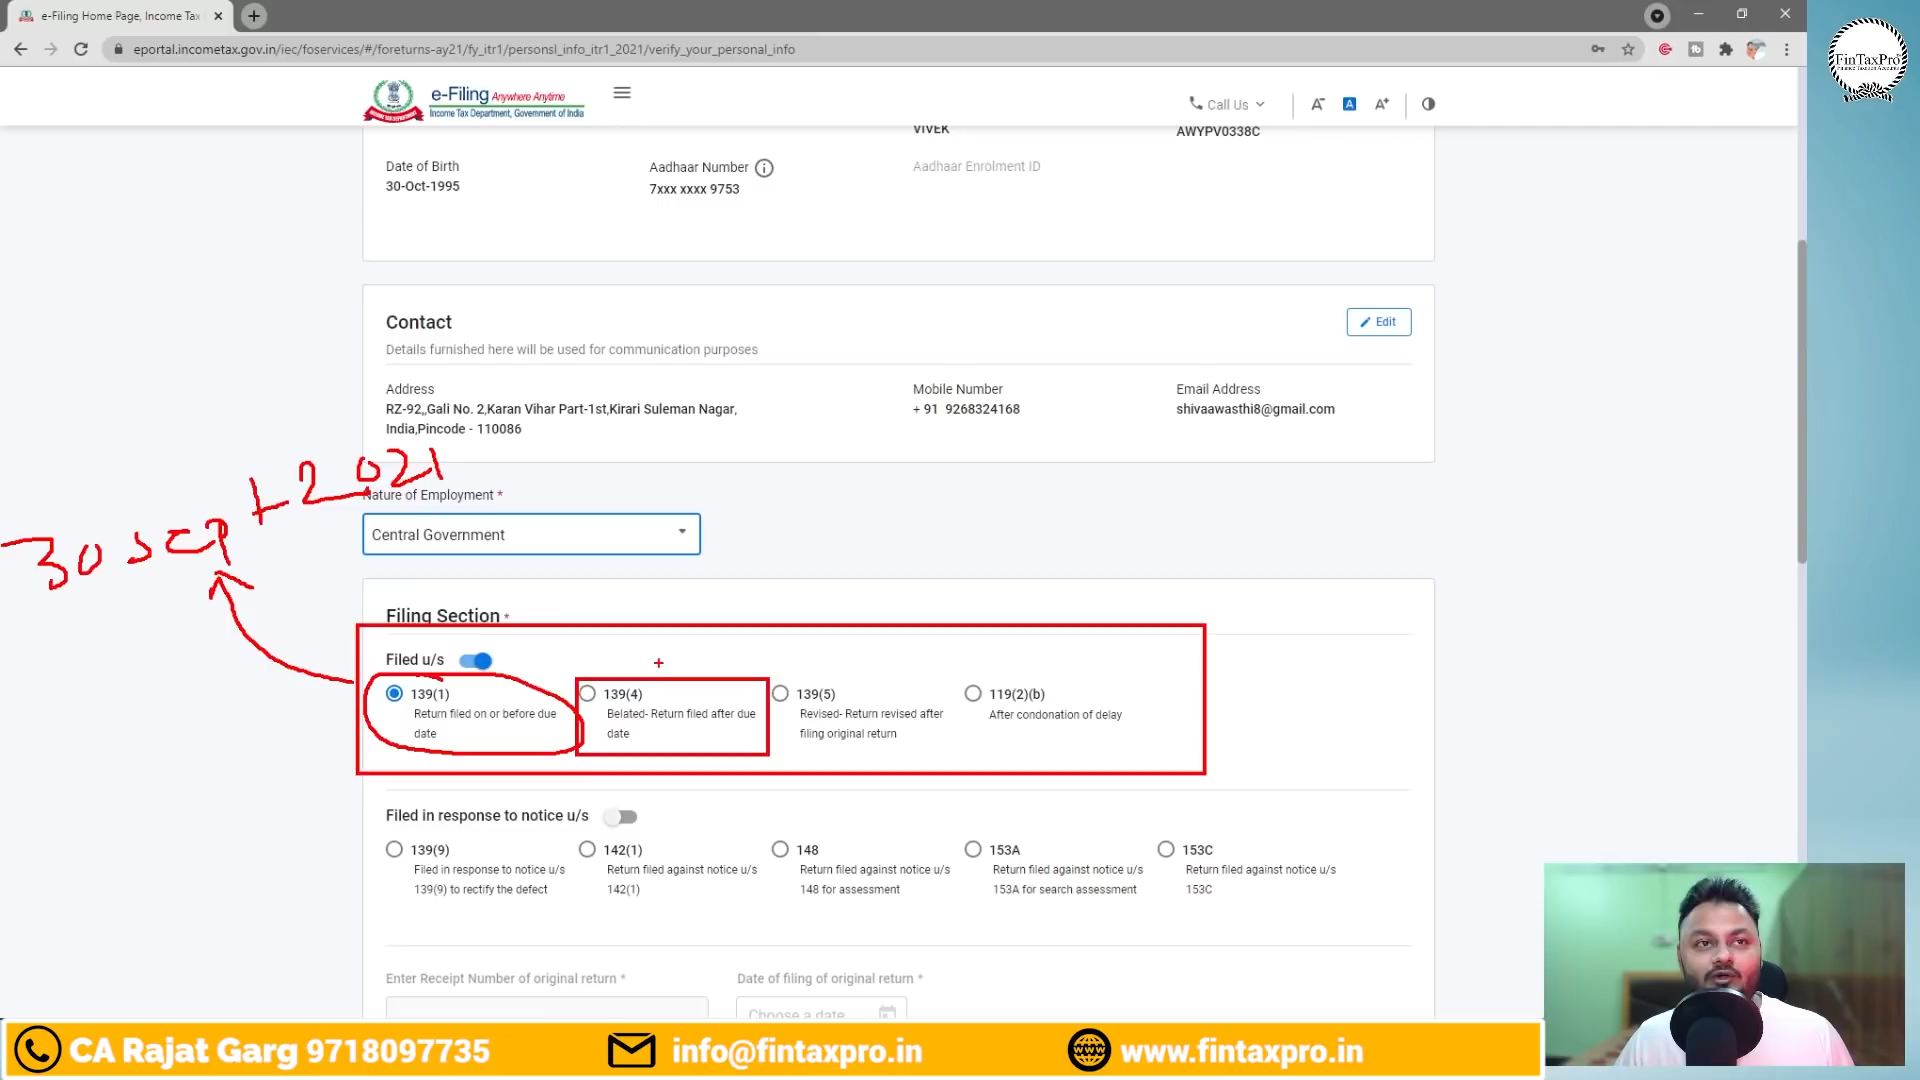 e-Filing Home Page, Income Tax
eportal.incometax.gov.in/iec/foservices/#/foreturns-ay21/fy_itr1/personsl_info_itr1_2021/verify_your_personal_info
FinTaxPro
e-Filing Anywhere Anytime
Income Tax Department, Government of India
Call Us
A-
A
A+
VIVEK
AWYPV0338C
Date of Birth
30-Oct-1995
Aadhaar Number
7xxx xxxx 9753
Aadhaar Enrolment ID
Contact
Edit
Details furnished here will be used for communication purposes
Address
RZ-92,,Gali No. 2,Karan Vihar Part-1st,Kirari Suleman Nagar,
India,Pincode - 110086
Mobile Number
+ 91 9268324168
Email Address
shivaawasthi8@gmail.com
30 sept 2021
Nature of Employment *
Central Government
Filing Section *
Filed u/s
139(1)
Return filed on or before due
date
139(4)
Belated- Return filed after due
date
139(5)
Revised- Return revised after
filing original return
119(2)(b)
After condonation of delay
Filed in response to notice u/s
139(9)
Filed in response to notice u/s
139(9) to rectify the defect
142(1)
Return filed against notice u/s
142(1)
148
Return filed against notice u/s
148 for assessment
153A
Return filed against notice u/s
153A for search assessment
153C
Return filed against notice u/s
153C
Enter Receipt Number of original return *
Date of filing of original return *
Choose a date
CA Rajat Garg 9718097735
info@fintaxpro.in
www.fintaxpro.in